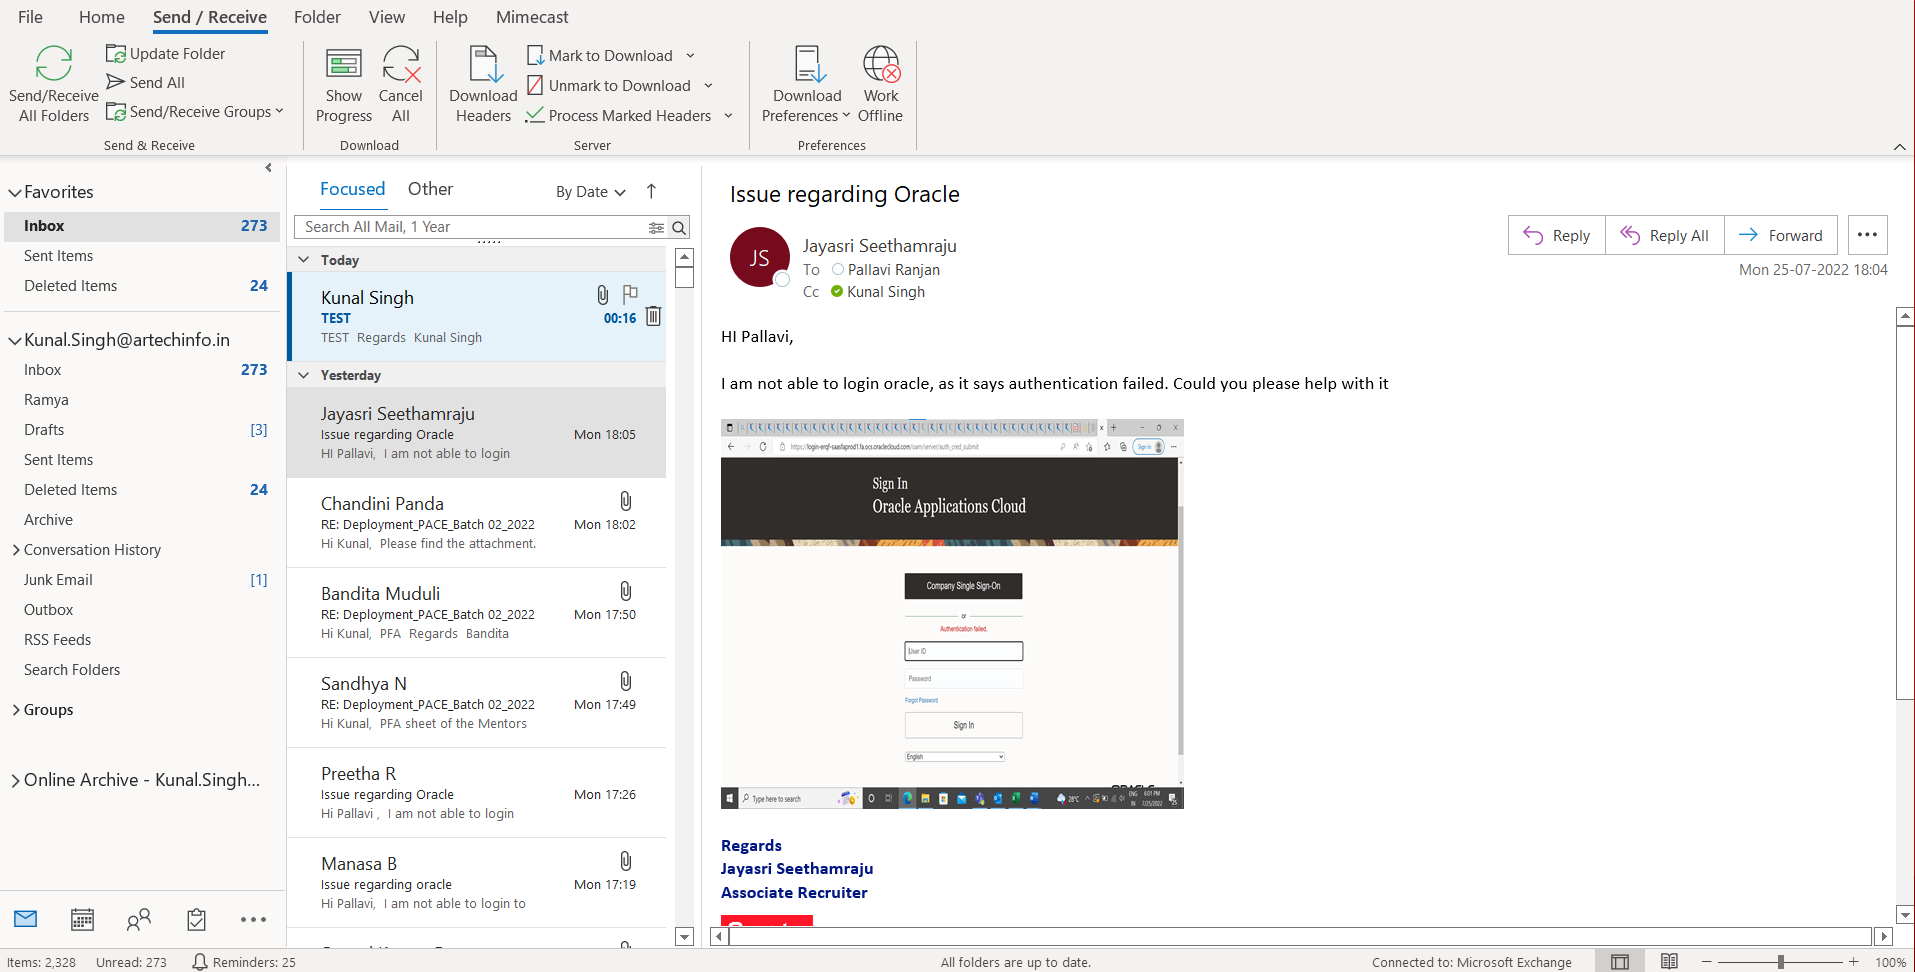 File Home Send / Receive Folder View Help Mimecast
Send/Receive All Folders
Update Folder
Send All
Send/Receive Groups
Send & Receive
Show Progress
Cancel All
Download
Download Headers
Mark to Download
Unmark to Download
Process Marked Headers
Server
Download Preferences
Work Offline
Preferences
Favorites
Inbox 273
Sent Items
Deleted Items 24
Kunal.Singh@artechinfo.in
Inbox 273
Ramya
Drafts [3]
Sent Items
Deleted Items 24
Archive
Conversation History
Junk Email [1]
Outbox
RSS Feeds
Search Folders
Groups
Online Archive - Kunal.Singh...
Focused Other By Date
Search All Mail, 1 Year
Today
Kunal Singh
TEST 00:16
TEST Regards Kunal Singh
Yesterday
Jayasri Seethamraju
Issue regarding Oracle Mon 18:05
HI Pallavi, I am not able to login
Chandini Panda
RE: Deployment_PACE_Batch 02_2022 Mon 18:02
Hi Kunal, Please find the attachment.
Bandita Muduli
RE: Deployment_PACE_Batch 02_2022 Mon 17:50
Hi Kunal, PFA Regards Bandita
Sandhya N
RE: Deployment_PACE_Batch 02_2022 Mon 17:49
Hi Kunal, PFA sheet of the Mentors
Preetha R
Issue regarding Oracle Mon 17:26
Hi Pallavi , I am not able to login
Manasa B
Issue regarding oracle Mon 17:19
Hi Pallavi, I am not able to login to
Issue regarding Oracle
JS
Jayasri Seethamraju
To Pallavi Ranjan
Cc Kunal Singh
Reply Reply All Forward
Mon 25-07-2022 18:04
HI Pallavi,
I am not able to login oracle, as it says authentication failed. Could you please help with it
Sign in
Sign In
Oracle Applications Cloud
Company Single Sign-On
or
Authentication failed.
User ID
Password
Forgot Password
Sign In
English
Type here to search
28°C
ENG 6:01 PM
IN 7/25/2022
Regards
Jayasri Seethamraju
Associate Recruiter
Items: 2,328 Unread: 273 Reminders: 25 All folders are up to date. Connected to: Microsoft Exchange 100%